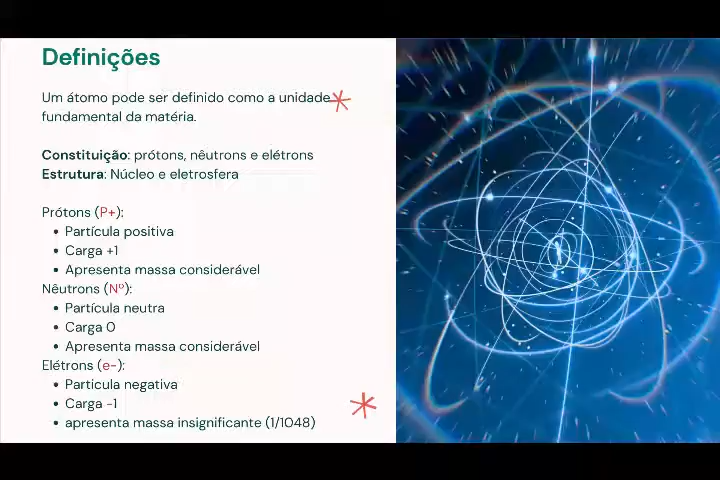 Definições
Um átomo pode ser definido como a unidade
fundamental da matéria.
Constituição: prótons, nêutrons e elétrons
Estrutura: Núcleo e eletrosfera
Prótons (P+):
• Partícula positiva
• Carga +1
• Apresenta massa considerável
Nêutrons (Nº):
• Partícula neutra
• Carga 0
• Apresenta massa considerável
Elétrons (e-):
• Particula negativa
• Carga -1
• apresenta massa insignificante (1/1048)